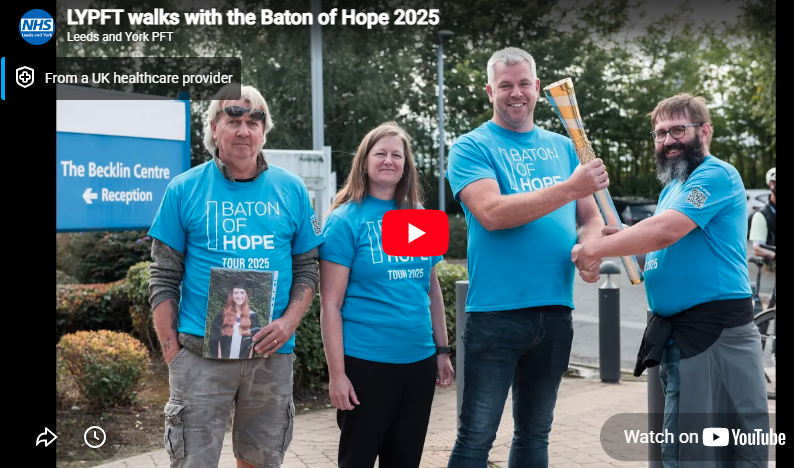 NHS
Leeds and York
LYPFT walks with the Baton of Hope 2025
Leeds and York PFT
From a UK healthcare provider
The Becklin Centre
Reception
BATON
OF
HOPE
TOUR 2025
HOPE
TOUR 2025
BATON
OF
HOPE
2025
Watch on YouTube